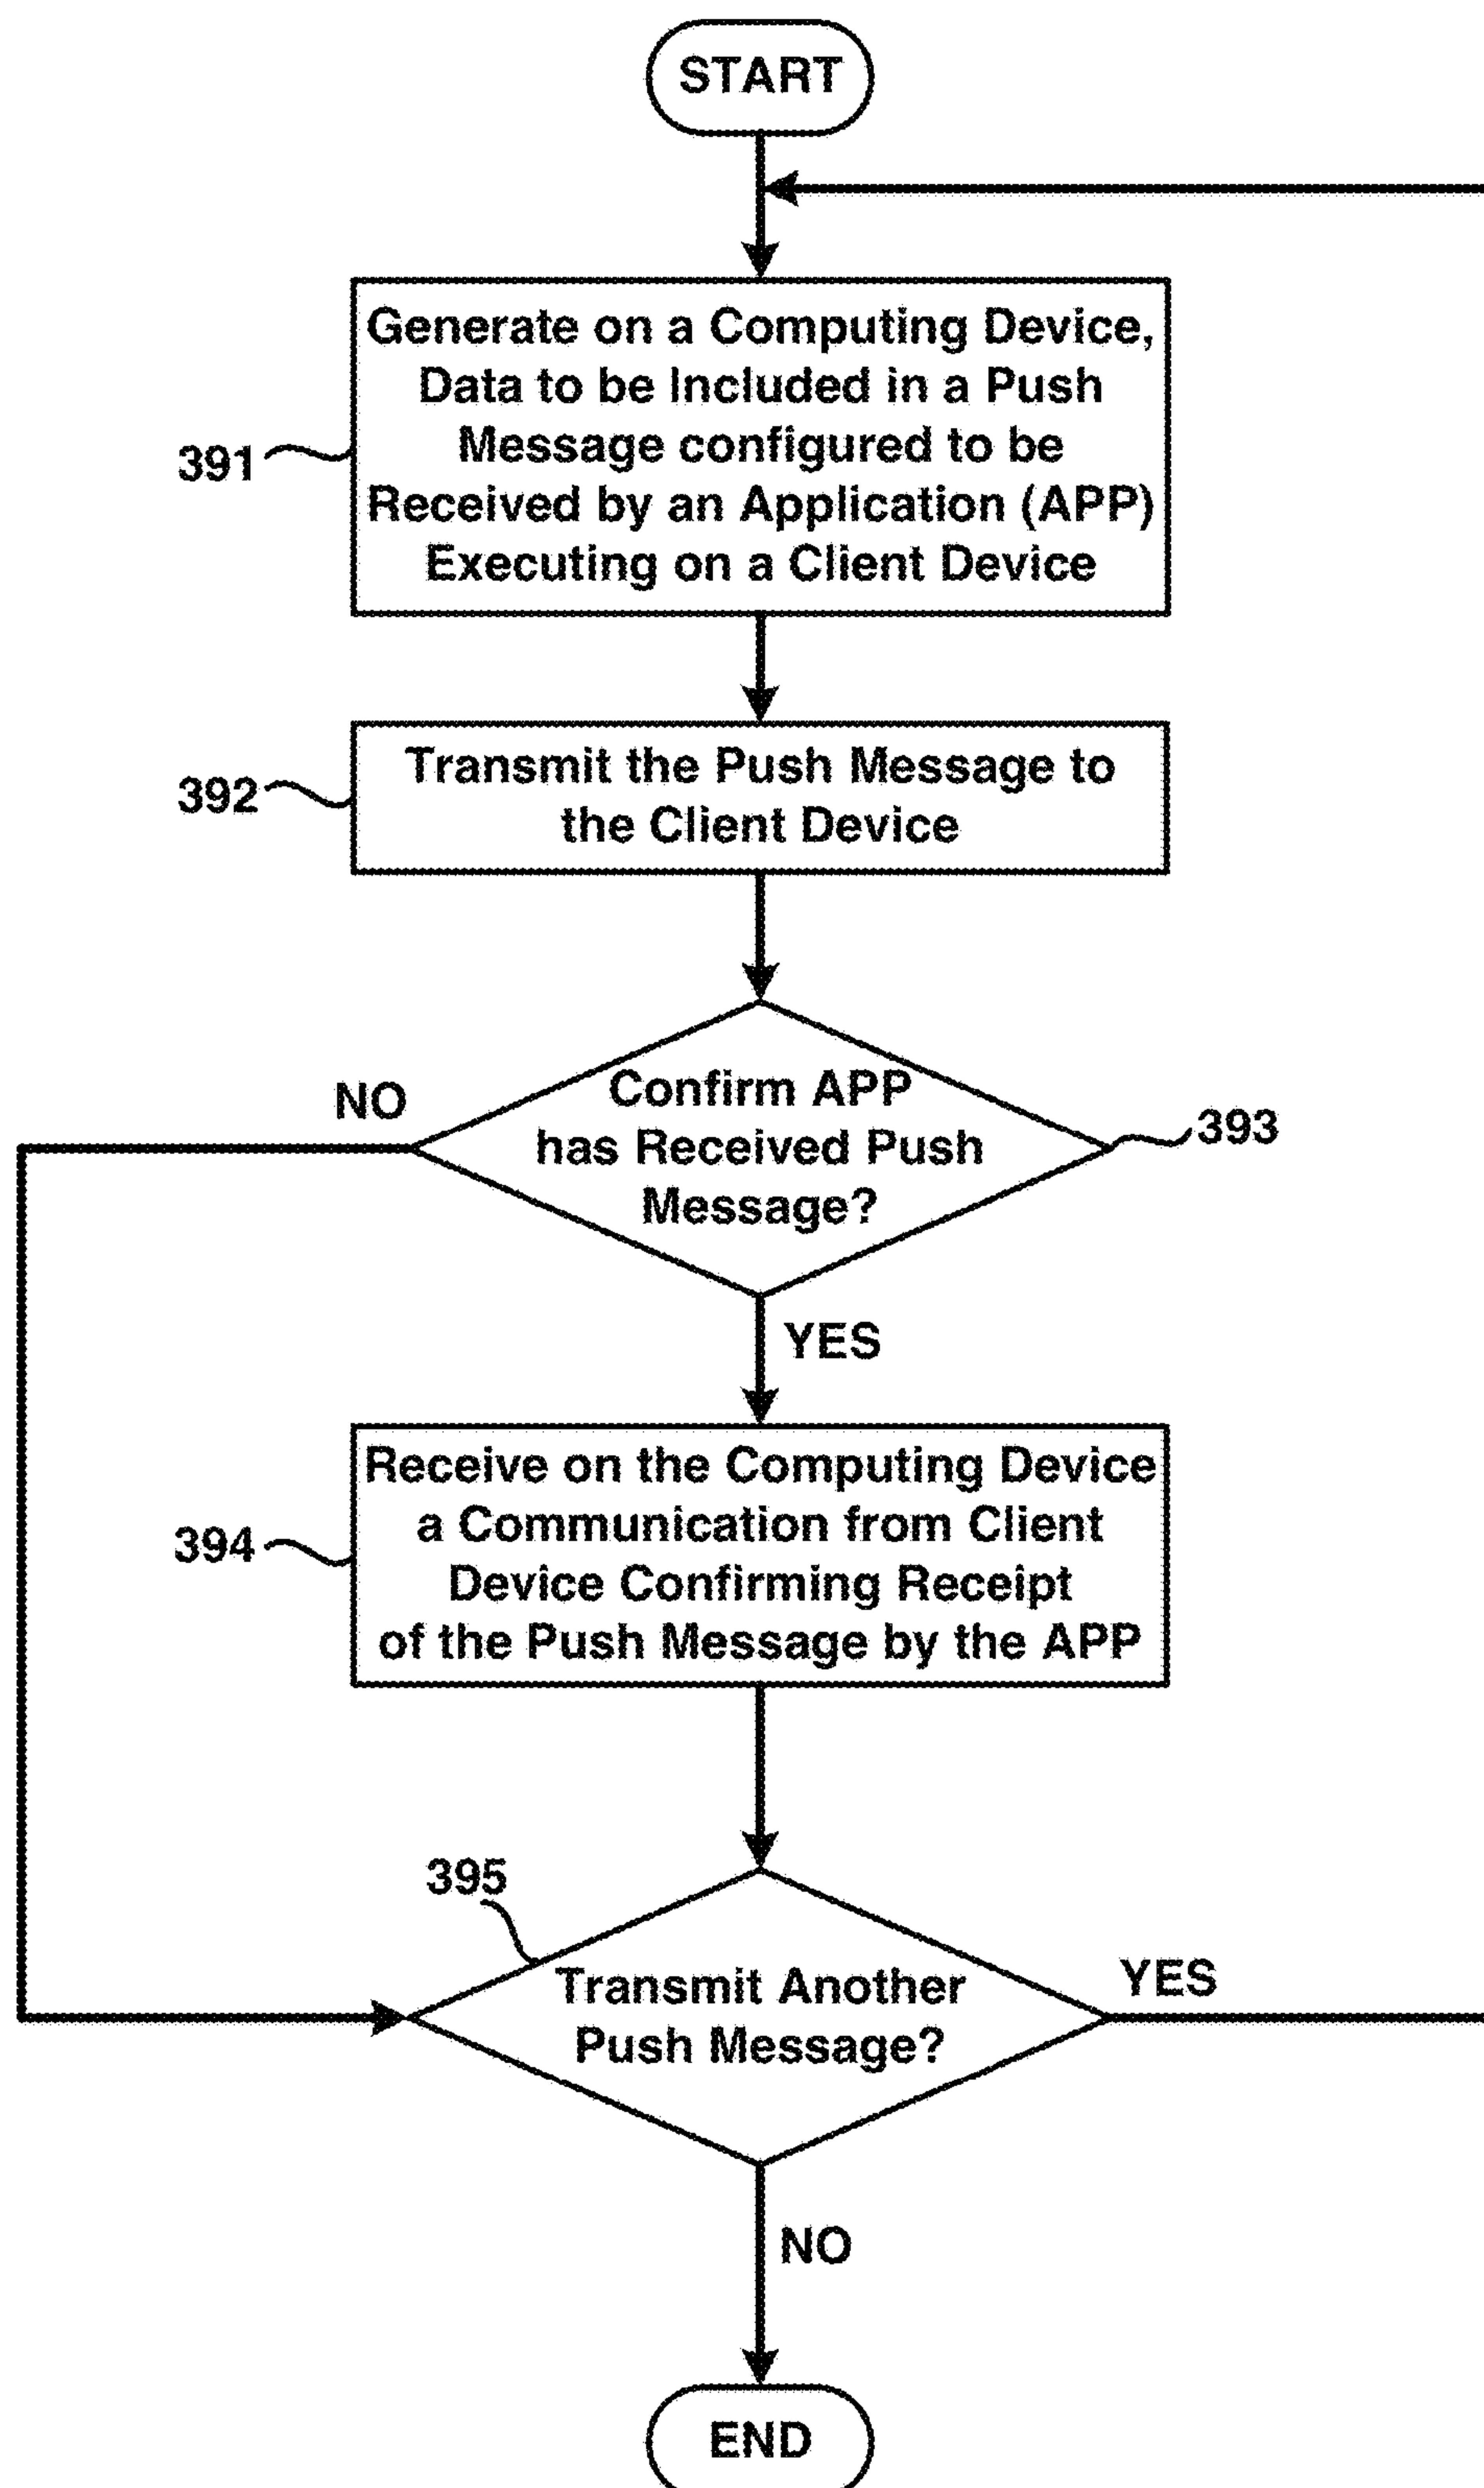 START
Generate on a Computing Device,
Data to be Included in a Push
Message configured to be
Received by an Application (APP)
Executing on a Client Device
391
Transmit the Push Message to
the Client Device
392
Confirm APP
has Received Push
Message?
NO
393
YES
Receive on the Computing Device
a Communication from Client
Device Confirming Receipt
of the Push Message by the APP
394
395
Transmit Another
Push Message?
YES
NO
END